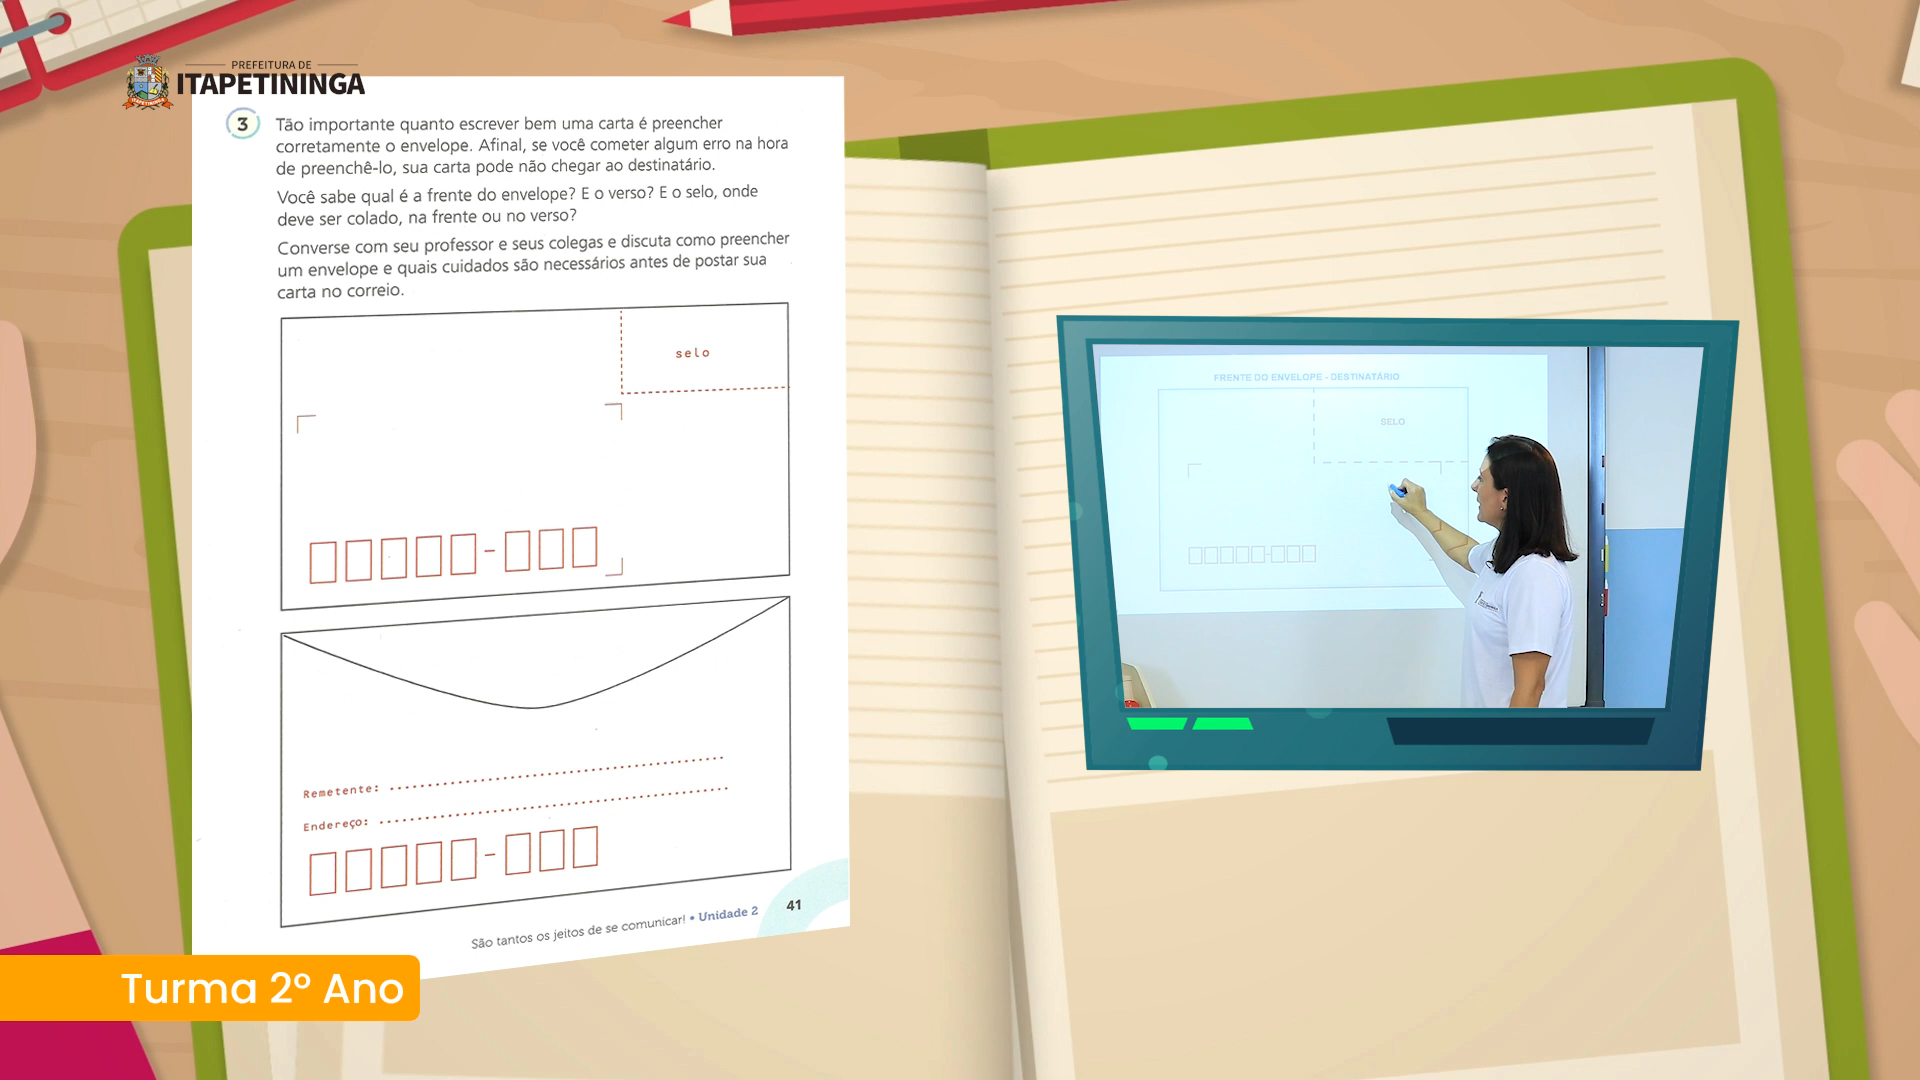 PREFEITURA DE
ITAPETININGA
3
Tão importante quanto escrever bem uma carta é preencher
corretamente o envelope. Afinal, se você cometer algum erro na hora
de preenchê-lo, sua carta pode não chegar ao destinatário.
Você sabe qual é a frente do envelope? E o verso? E o selo, onde
deve ser colado, na frente ou no verso?
Converse com seu professor e seus colegas e discuta como preencher
um envelope e quais cuidados são necessários antes de postar sua
carta no correio.
selo
Remetente:
Endereço:
São tantos os jeitos de se comunicar! • Unidade 2
41
FRENTE DO ENVELOPE - DESTINATÁRIO
SELO
Turma 2º Ano